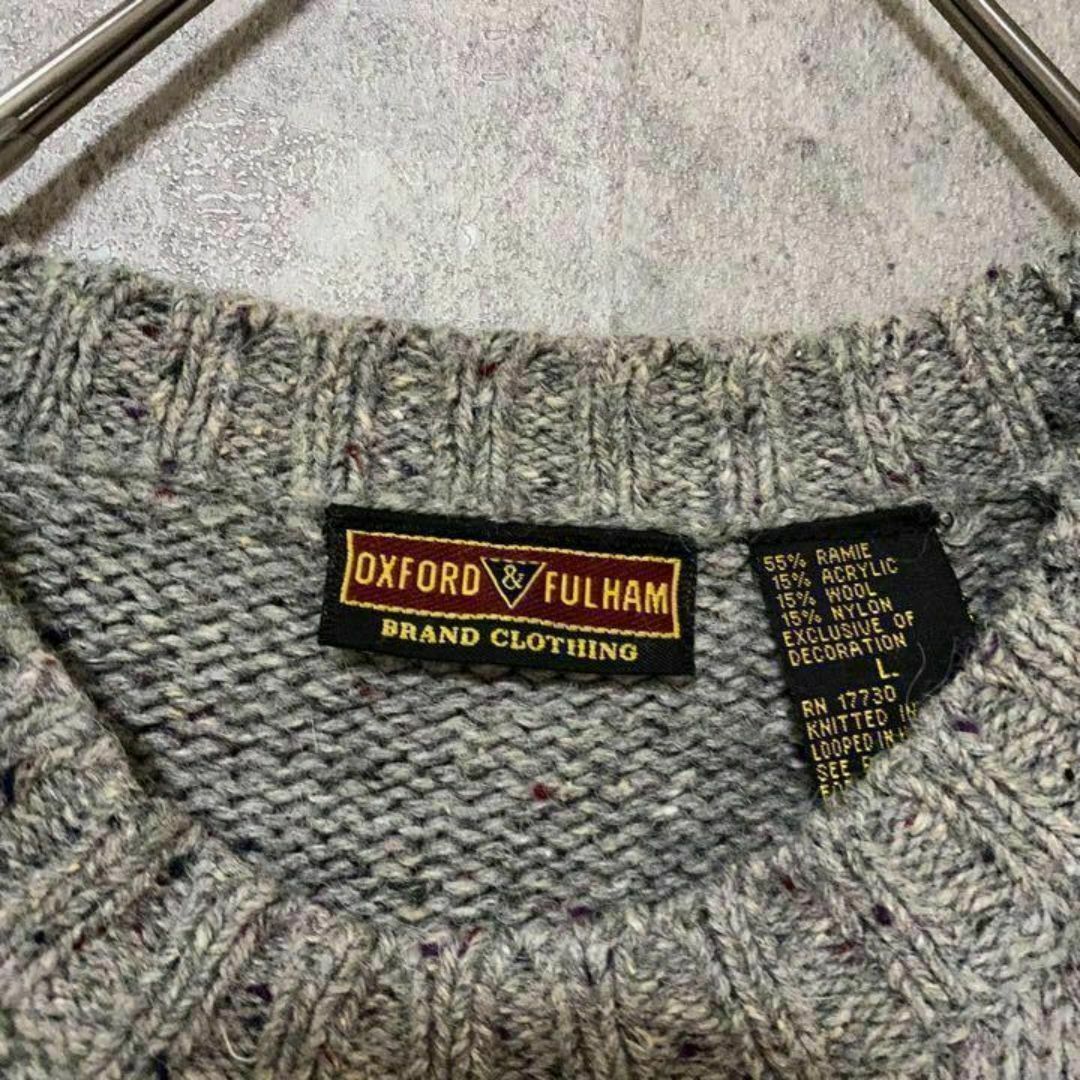 OXFORD & FULHAM
BRAND CLOTHING
55% RAMIE
15% ACRYLIC
15% WOOL
15% NYLON
EXCLUSIVE OF
DECORATION
L.
RN 17730
KNITTED IN
LOOPED IN
SEE